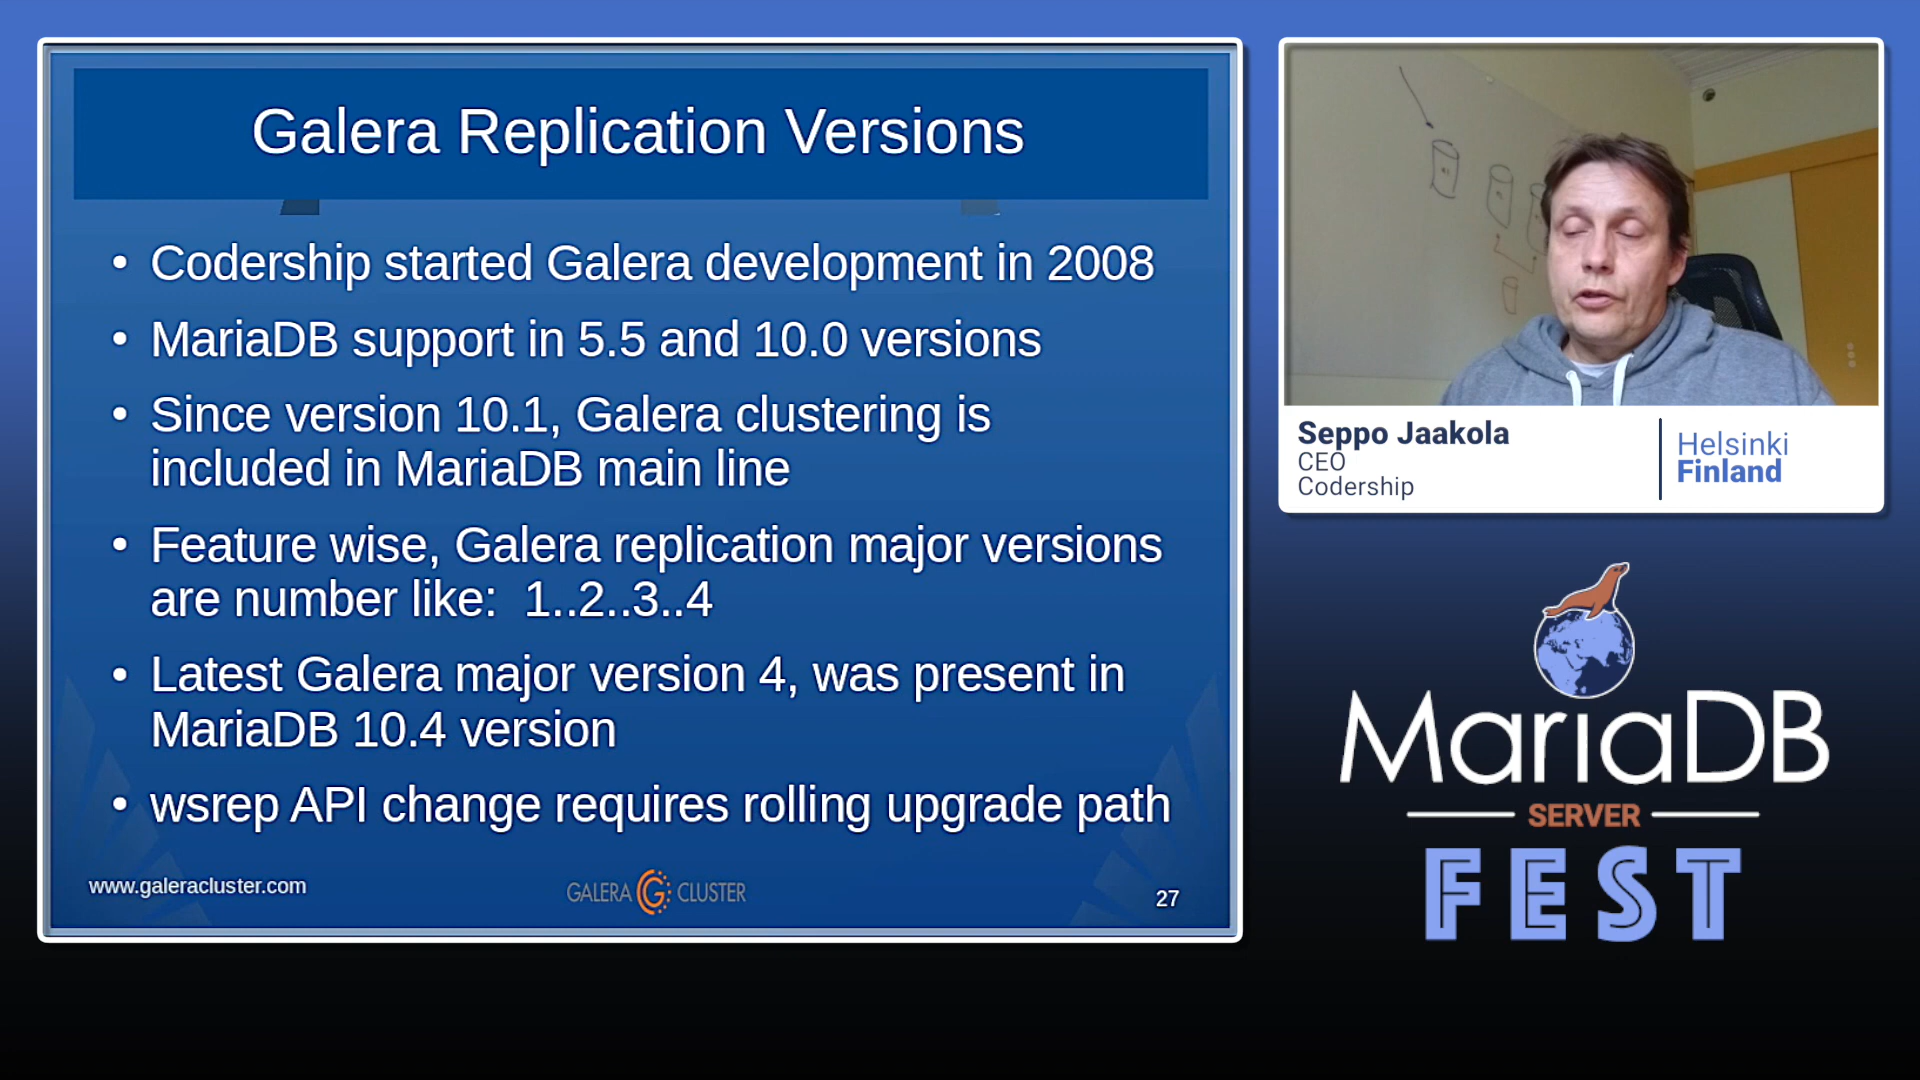 Galera Replication Versions
• Codership started Galera development in 2008
• MariaDB support in 5.5 and 10.0 versions
• Since version 10.1, Galera clustering is
included in MariaDB main line
• Feature wise, Galera replication major versions
are number like:  1..2..3..4
• Latest Galera major version 4, was present in
MariaDB 10.4 version
• wsrep API change requires rolling upgrade path
www.galeracluster.com
GALERA CLUSTER
27
Seppo Jaakola
CEO
Codership
Helsinki
Finland
MariaDB
SERVER
FEST